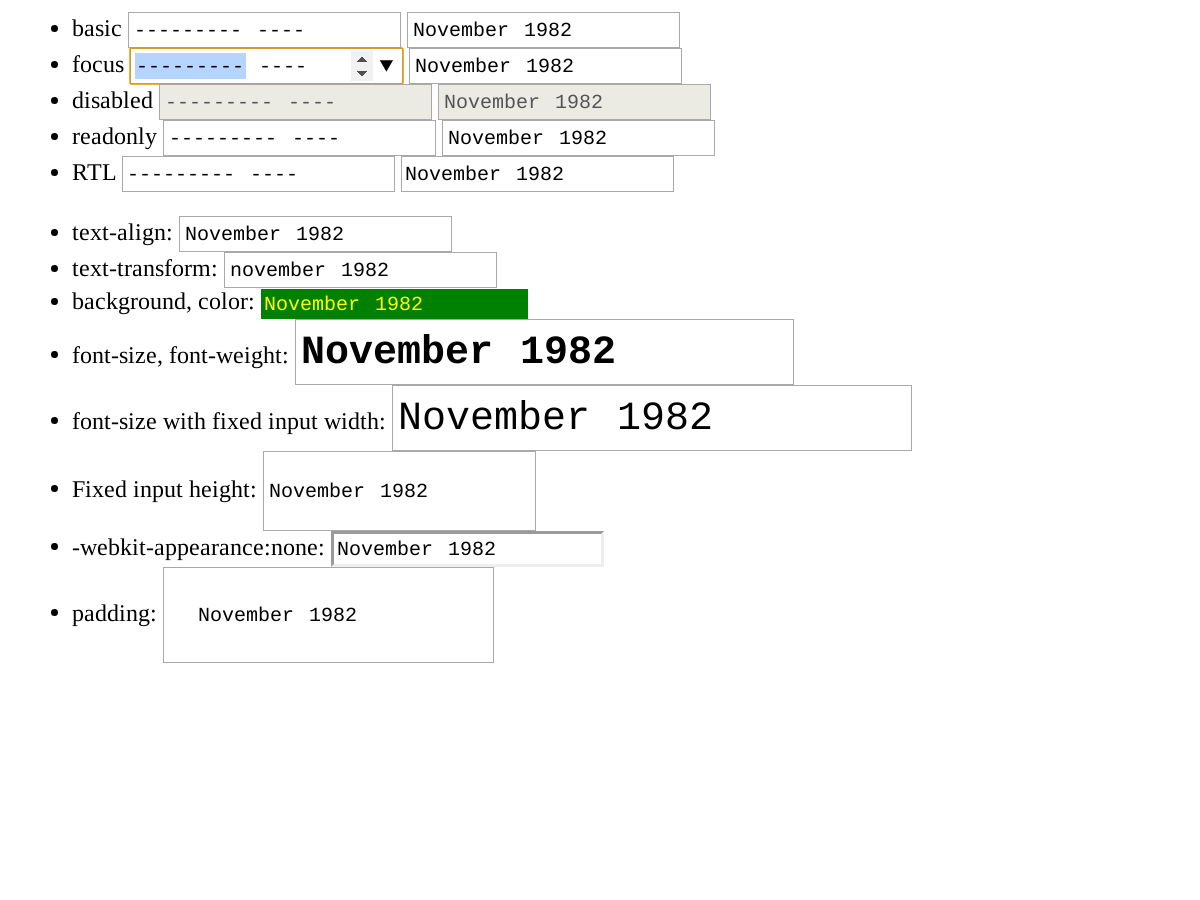 basic --------- ---- November 1982
focus --------- ---- November 1982
disabled --------- ---- November 1982
readonly --------- ---- November 1982
RTL --------- ---- November 1982
text-align: November 1982
text-transform: november 1982
background, color: November 1982
font-size, font-weight: November 1982
font-size with fixed input width: November 1982
Fixed input height: November 1982
-webkit-appearance:none: November 1982
padding: November 1982